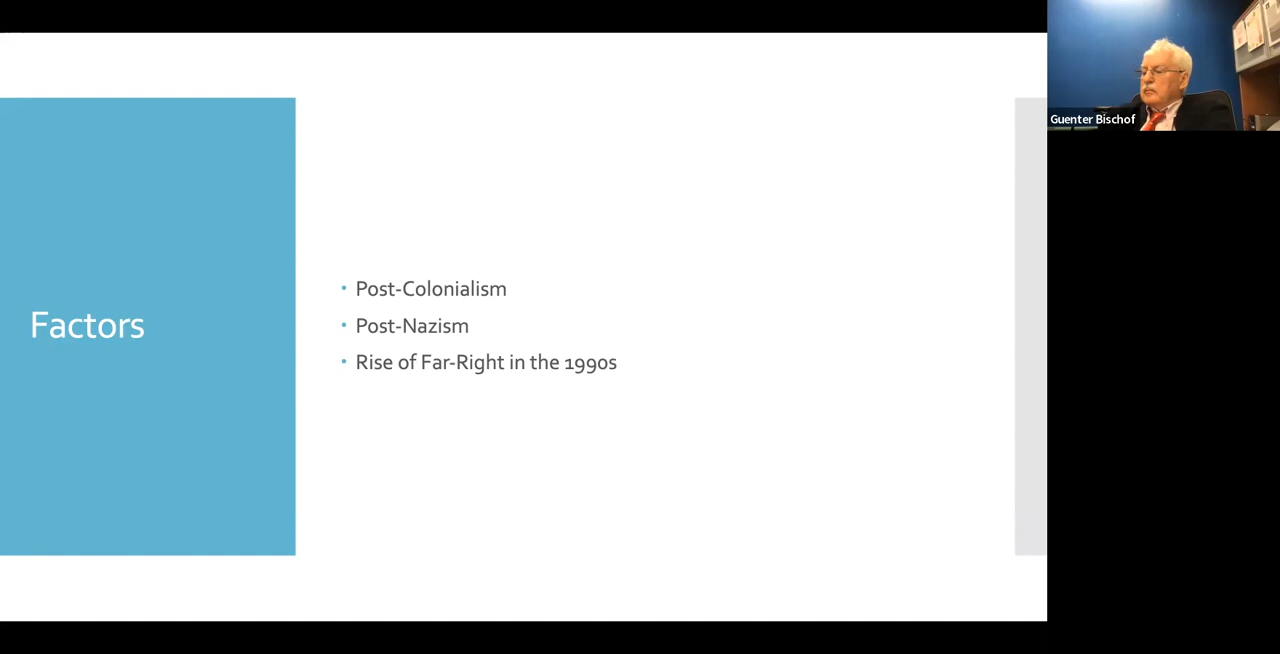 Factors
• Post-Colonialism
• Post-Nazism
• Rise of Far-Right in the 1990s
Guenter Bischof